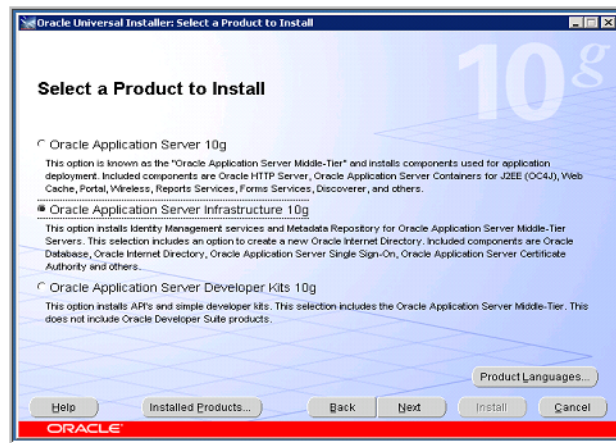 Oracle Universal Installer: Select a Product to Install
10g
Select a Product to Install
Oracle Application Server 10g
This option is known as the "Oracle Application Server Middle-Tier" and installs components used for application
deployment. Included components are Oracle HTTP Server, Oracle Application Server Containers for J2EE (OC4J), Web
Cache, Portal, Wireless, Reports Services, Forms Services, Discoverer, and others.
Oracle Application Server Infrastructure 10g
This option installs Identity Management services and Metadata Repository for Oracle Application Server Middle-Tier
Servers. This selection includes an option to create a new Oracle Internet Directory. Included components are Oracle
Database, Oracle Internet Directory, Oracle Application Server Single Sign-On, Oracle Application Server Certificate
Authority and others.
Oracle Application Server Developer Kits 10g
This option installs API's and simple developer kits. This selection includes the Oracle Application Server Middle-Tier. This
does not include Oracle Developer Suite products.
Product Languages...
Help Installed Products... Back Next Install Cancel
ORACLE